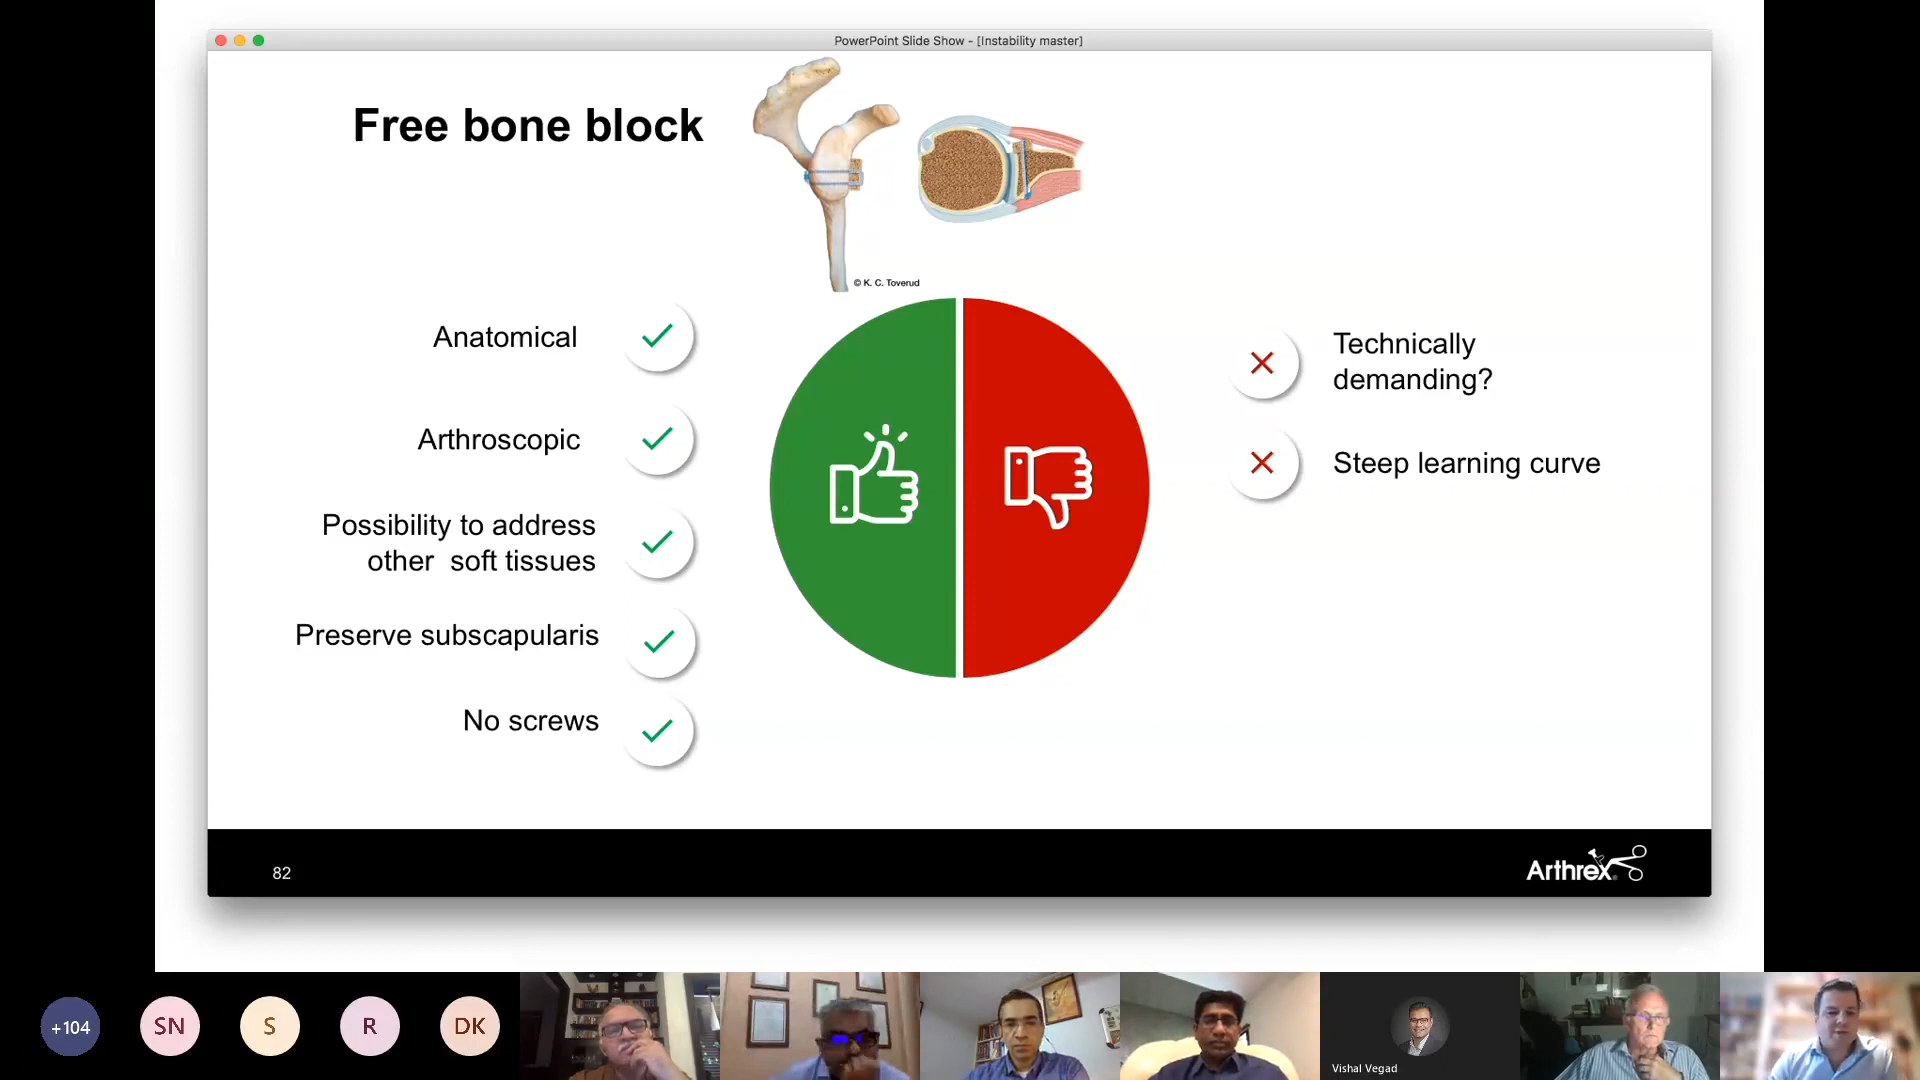 PowerPoint Slide Show - [Instability master]
Free bone block
© K. C. Toverud
Anatomical
Arthroscopic
Possibility to address
other  soft tissues
Preserve subscapularis
No screws
Technically
demanding?
Steep learning curve
82
Arthrex
+104
SN
S
R
DK
Vishal Vegad